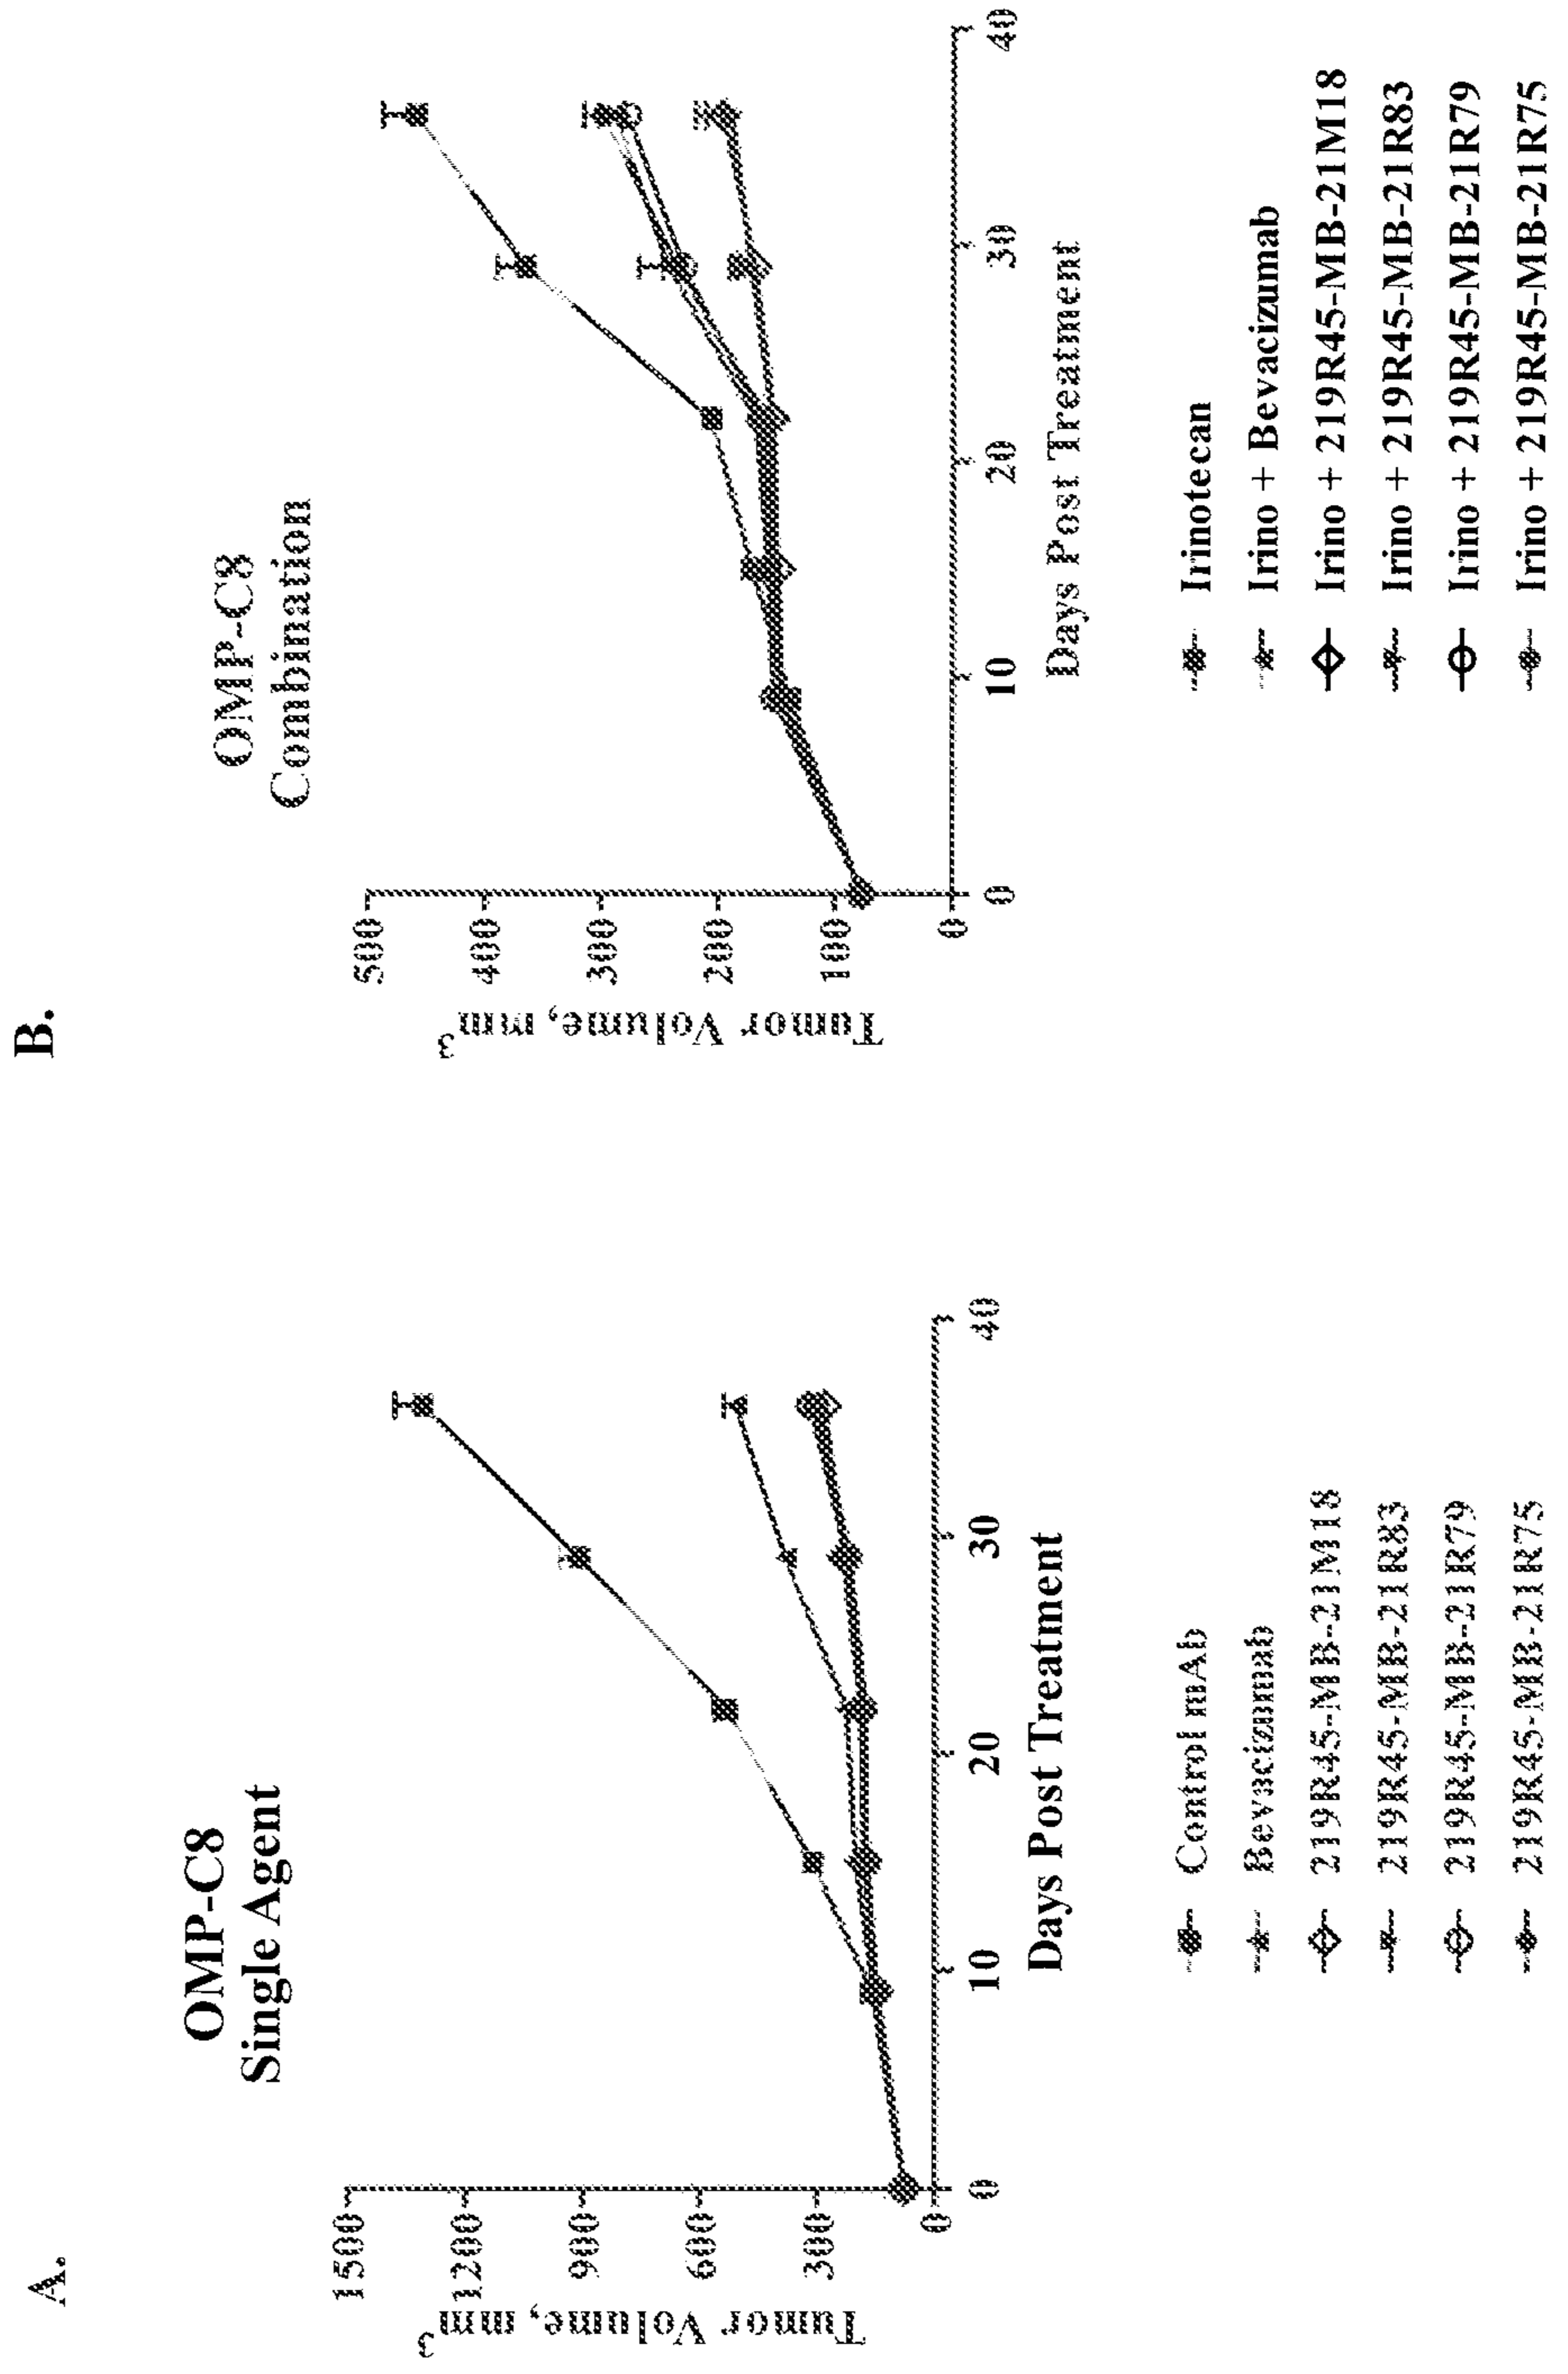 A.
OMP-C8
Single Agent
1500
1200
900
600
300
0
Tumor Volume, mm3
0 10 20 30 40
Days Post Treatment
Control mAb
Bevacizumab
219R45-MB-21M18
219R45-MB-21R83
219R45-MB-21R79
219R45-MB-21R75
B.
OMP-C8
Combination
500
400
300
200
100
0
Tumor Volume, mm3
0 10 20 30 40
Days Post Treatment
Irinotecan
Irino + Bevacizumab
Irino + 219R45-MB-21M18
Irino + 219R45-MB-21R83
Irino + 219R45-MB-21R79
Irino + 219R45-MB-21R75